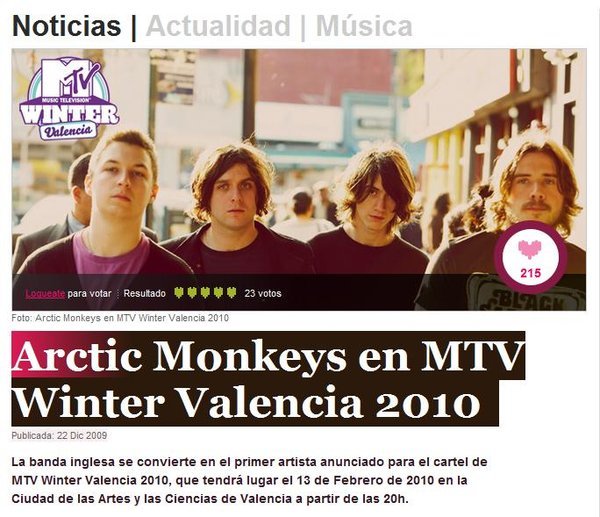 Noticias | Actualidad | Música
MTV
MUSIC TELEVISION
WINTER
Valencia
215
BLACK
Logueate para votar Resultado 23 votos
Foto: Arctic Monkeys en MTV Winter Valencia 2010
Arctic Monkeys en MTV
Winter Valencia 2010
Publicada: 22 Dic 2009
La banda inglesa se convierte en el primer artista anunciado para el cartel de
MTV Winter Valencia 2010, que tendrá lugar el 13 de Febrero de 2010 en la
Ciudad de las Artes y las Ciencias de Valencia a partir de las 20h.